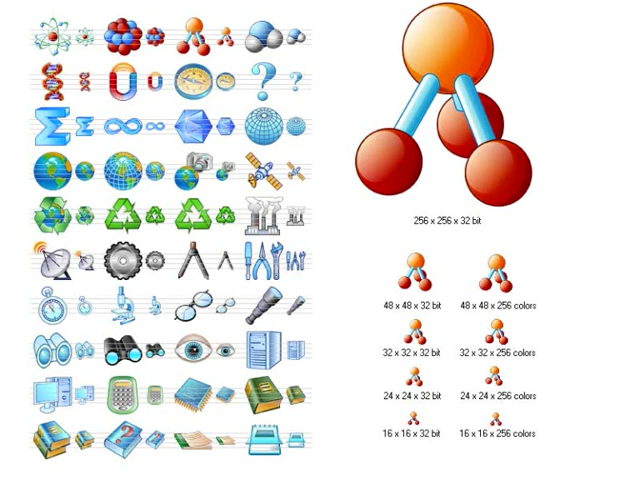 256 x 256 x 32 bit
48 x 48 x 32 bit 48 x 48 x 256 colors
32 x 32 x 32 bit 32 x 32 x 256 colors
24 x 24 x 32 bit 24 x 24 x 256 colors
16 x 16 x 32 bit 16 x 16 x 256 colors